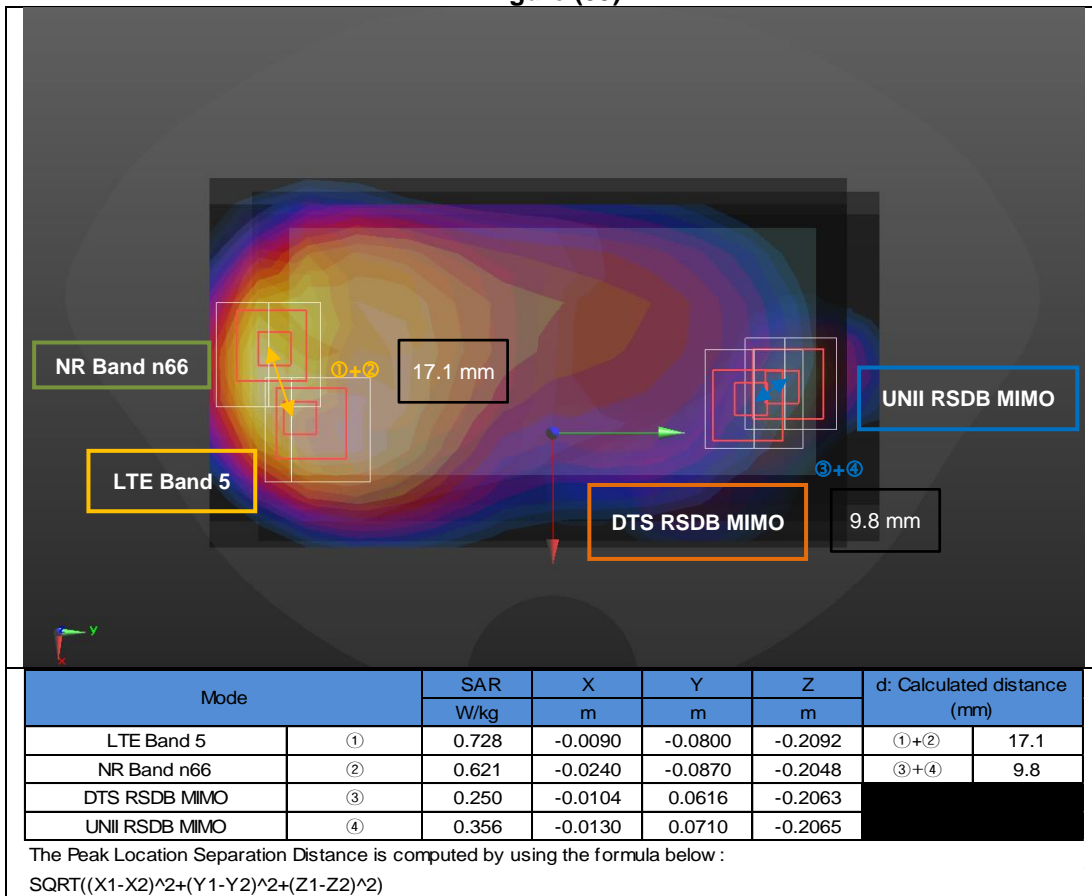 NR Band n66
①+②
17.1 mm
UNII RSDB MIMO
LTE Band 5
③+④
DTS RSDB MIMO
9.8 mm
Y
X
Mode SAR X Y Z d: Calculated distance (mm)
W/kg m m m
LTE Band 5 ① 0.728 -0.0090 -0.0800 -0.2092 ①+② 17.1
NR Band n66 ② 0.621 -0.0240 -0.0870 -0.2048 ③+④ 9.8
DTS RSDB MIMO ③ 0.250 -0.0104 0.0616 -0.2063
UNII RSDB MIMO ④ 0.356 -0.0130 0.0710 -0.2065
The Peak Location Separation Distance is computed by using the formula below :
SQRT((X1-X2)^2+(Y1-Y2)^2+(Z1-Z2)^2)